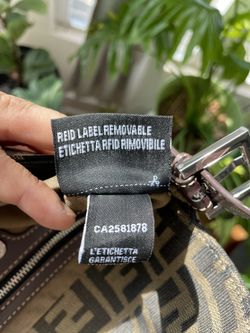 RFID LABEL REMOVABLE
ETICHETTA RFID RIMOVIBILE
CA2581878
L'ETICHETTA
GARANTISCE